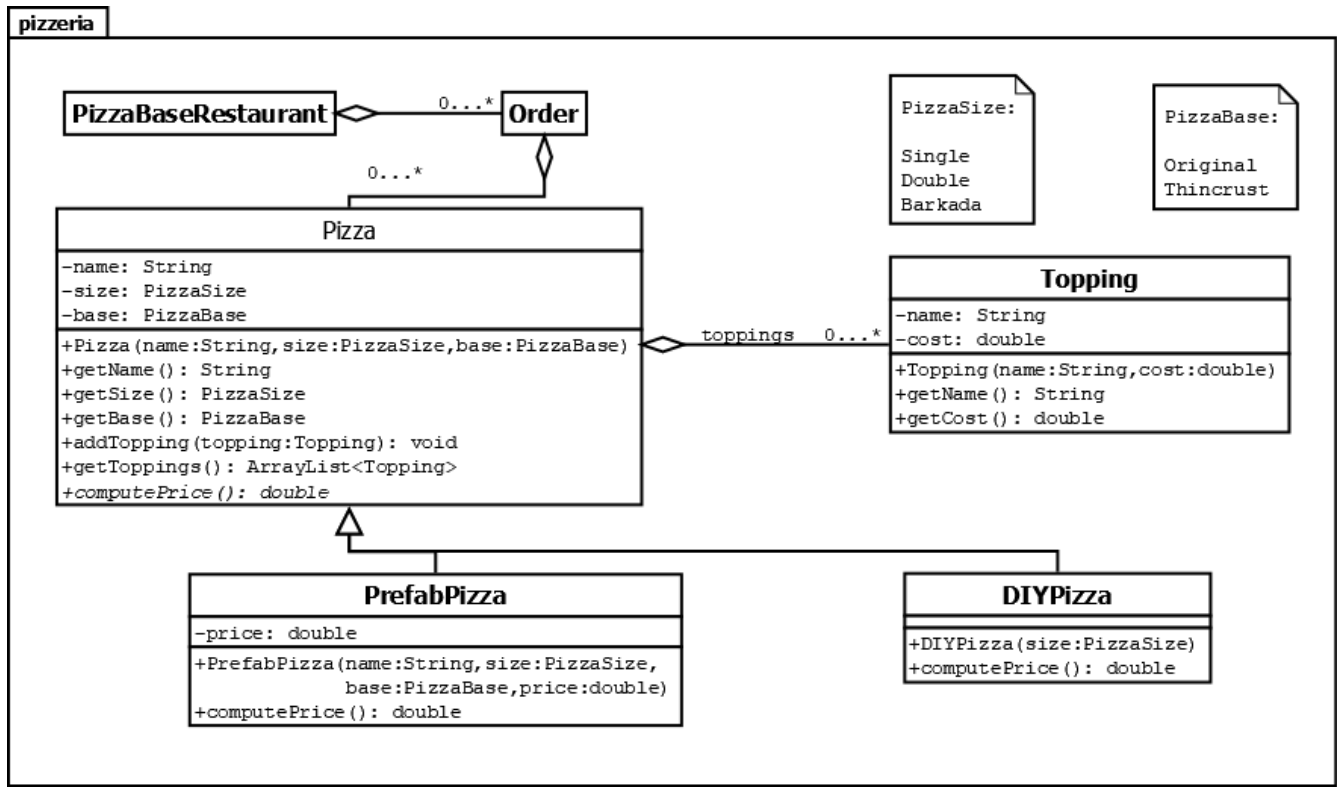 pizzeria
PizzaBaseRestaurant
0...*
Order
0...*
PizzaSize:
Single
Double
Barkada
PizzaBase:
Original
Thincrust
Pizza
-name: String
-size: PizzaSize
-base: PizzaBase
+Pizza(name:String,size:PizzaSize,base:PizzaBase)
+getName(): String
+getSize(): PizzaSize
+getBase(): PizzaBase
+addTopping(topping:Topping): void
+getToppings(): ArrayList<Topping>
+computePrice(): double
toppings 0...*
Topping
-name: String
-cost: double
+Topping(name:String,cost:double)
+getName(): String
+getCost(): double
PrefabPizza
-price: double
+PrefabPizza(name:String,size:PizzaSize,
base:PizzaBase,price:double)
+computePrice(): double
DIYPizza
+DIYPizza(size:PizzaSize)
+computePrice(): double